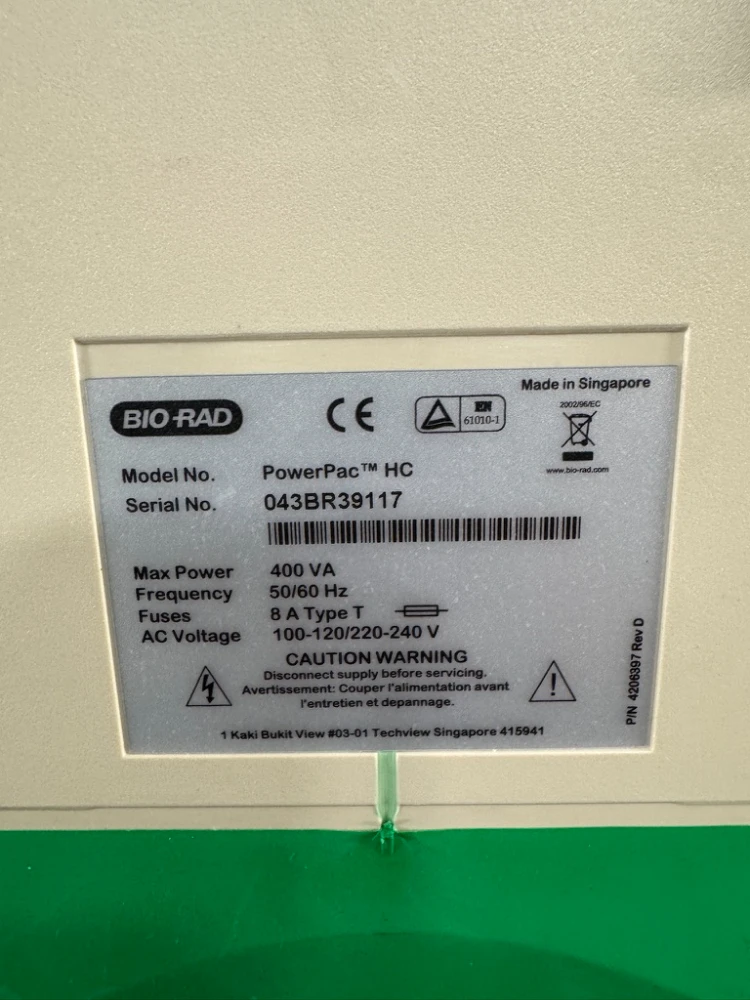 Made in Singapore
BIO-RAD
CE
EN
61010-1
2002/96/EC
www.bio-rad.com
Model No. PowerPac™ HC
Serial No. 043BR39117
Max Power 400 VA
Frequency 50/60 Hz
Fuses 8 A Type T
AC Voltage 100-120/220-240 V
CAUTION WARNING
Disconnect supply before servicing.
Avertissement: Couper l'alimentation avant
l'entretien et depannage.
P/N 4206397 Rev D
1 Kaki Bukit View #03-01 Techview Singapore 415941